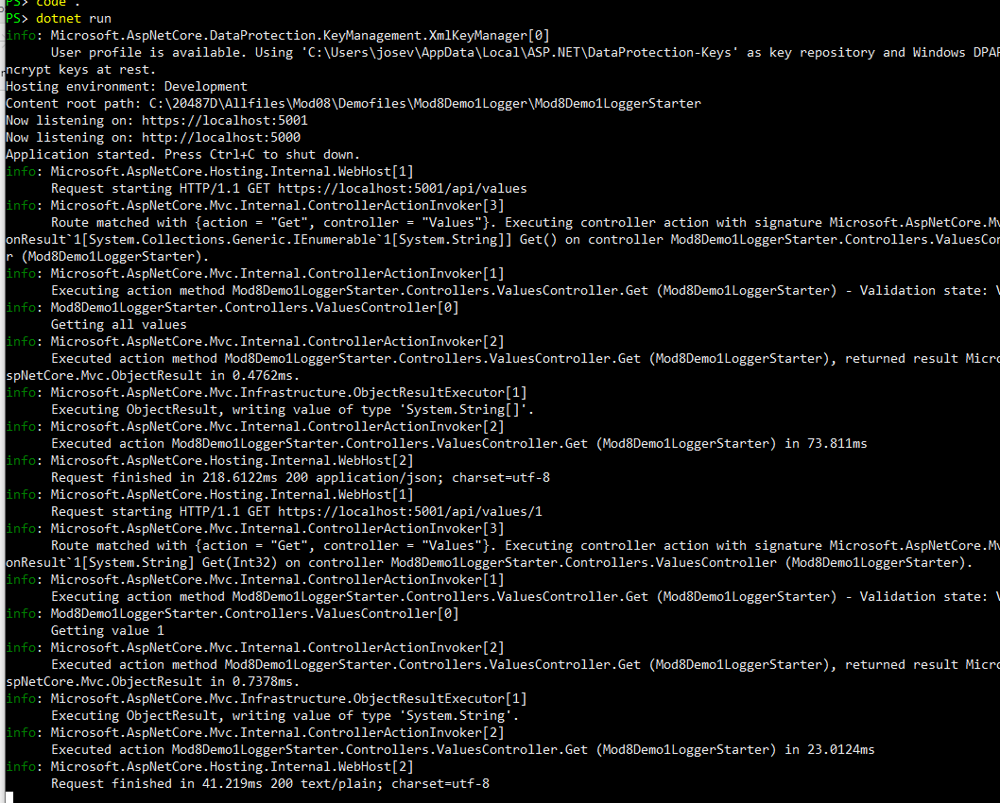 PS> code .
PS> dotnet run
info: Microsoft.AspNetCore.DataProtection.KeyManagement.XmlKeyManager[0]
      User profile is available. Using 'C:\Users\josev\AppData\Local\ASP.NET\DataProtection-Keys' as key repository and Windows DPAP
ncrypt keys at rest.
Hosting environment: Development
Content root path: C:\20487D\Allfiles\Mod08\Demofiles\Mod8Demo1Logger\Mod8Demo1LoggerStarter
Now listening on: https://localhost:5001
Now listening on: http://localhost:5000
Application started. Press Ctrl+C to shut down.
info: Microsoft.AspNetCore.Hosting.Internal.WebHost[1]
      Request starting HTTP/1.1 GET https://localhost:5001/api/values
info: Microsoft.AspNetCore.Mvc.Internal.ControllerActionInvoker[3]
      Route matched with {action = "Get", controller = "Values"}. Executing controller action with signature Microsoft.AspNetCore.Mv
onResult`1[System.Collections.Generic.IEnumerable`1[System.String]] Get() on controller Mod8Demo1LoggerStarter.Controllers.ValuesCon
r (Mod8Demo1LoggerStarter).
info: Microsoft.AspNetCore.Mvc.Internal.ControllerActionInvoker[1]
      Executing action method Mod8Demo1LoggerStarter.Controllers.ValuesController.Get (Mod8Demo1LoggerStarter) - Validation state: V
info: Mod8Demo1LoggerStarter.Controllers.ValuesController[0]
      Getting all values
info: Microsoft.AspNetCore.Mvc.Internal.ControllerActionInvoker[2]
      Executed action method Mod8Demo1LoggerStarter.Controllers.ValuesController.Get (Mod8Demo1LoggerStarter), returned result Micro
spNetCore.Mvc.ObjectResult in 0.4762ms.
info: Microsoft.AspNetCore.Mvc.Infrastructure.ObjectResultExecutor[1]
      Executing ObjectResult, writing value of type 'System.String[]'.
info: Microsoft.AspNetCore.Mvc.Internal.ControllerActionInvoker[2]
      Executed action Mod8Demo1LoggerStarter.Controllers.ValuesController.Get (Mod8Demo1LoggerStarter) in 73.811ms
info: Microsoft.AspNetCore.Hosting.Internal.WebHost[2]
      Request finished in 218.6122ms 200 application/json; charset=utf-8
info: Microsoft.AspNetCore.Hosting.Internal.WebHost[1]
      Request starting HTTP/1.1 GET https://localhost:5001/api/values/1
info: Microsoft.AspNetCore.Mvc.Internal.ControllerActionInvoker[3]
      Route matched with {action = "Get", controller = "Values"}. Executing controller action with signature Microsoft.AspNetCore.Mv
onResult`1[System.String] Get(Int32) on controller Mod8Demo1LoggerStarter.Controllers.ValuesController (Mod8Demo1LoggerStarter).
info: Microsoft.AspNetCore.Mvc.Internal.ControllerActionInvoker[1]
      Executing action method Mod8Demo1LoggerStarter.Controllers.ValuesController.Get (Mod8Demo1LoggerStarter) - Validation state: V
info: Mod8Demo1LoggerStarter.Controllers.ValuesController[0]
      Getting value 1
info: Microsoft.AspNetCore.Mvc.Internal.ControllerActionInvoker[2]
      Executed action method Mod8Demo1LoggerStarter.Controllers.ValuesController.Get (Mod8Demo1LoggerStarter), returned result Micro
spNetCore.Mvc.ObjectResult in 0.7378ms.
info: Microsoft.AspNetCore.Mvc.Infrastructure.ObjectResultExecutor[1]
      Executing ObjectResult, writing value of type 'System.String'.
info: Microsoft.AspNetCore.Mvc.Internal.ControllerActionInvoker[2]
      Executed action Mod8Demo1LoggerStarter.Controllers.ValuesController.Get (Mod8Demo1LoggerStarter) in 23.0124ms
info: Microsoft.AspNetCore.Hosting.Internal.WebHost[2]
      Request finished in 41.219ms 200 text/plain; charset=utf-8